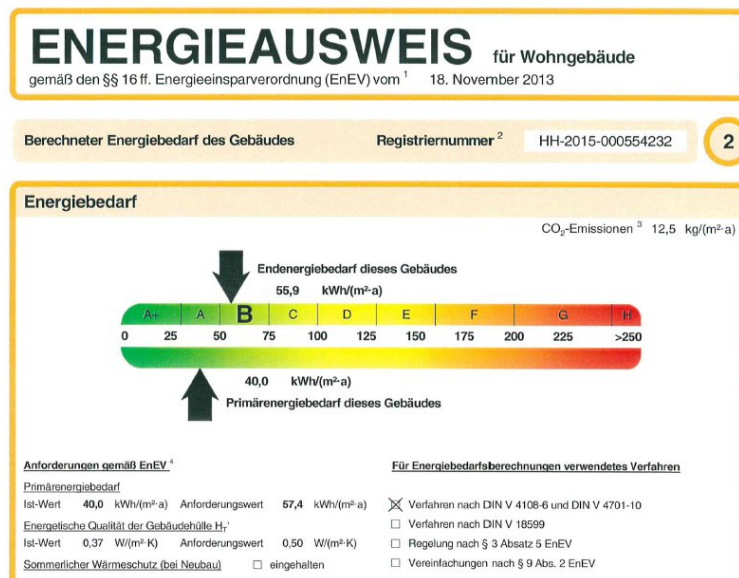 ENERGIEAUSWEIS für Wohngebäude
gemäß den §§ 16 ff. Energieeinsparverordnung (EnEV) vom ¹ 18. November 2013
Berechneter Energiebedarf des Gebäudes Registriernummer ² HH-2015-000554232 2
Energiebedarf
CO₂-Emissionen ³ 12,5 kg/(m²·a)
Endenergiebedarf dieses Gebäudes
55,9 kWh/(m²·a)
A+ A B C D E F G H
0 25 50 75 100 125 150 175 200 225 >250
40,0 kWh/(m²·a)
Primärenergiebedarf dieses Gebäudes
Anforderungen gemäß EnEV ⁴ Für Energiebedarfsberechnungen verwendetes Verfahren
Primärenergiebedarf
Ist-Wert 40,0 kWh/(m²·a) Anforderungswert 57,4 kWh/(m²·a) ☒ Verfahren nach DIN V 4108-6 und DIN V 4701-10
Energetische Qualität der Gebäudehülle H_T' ☐ Verfahren nach DIN V 18599
Ist-Wert 0,37 W/(m²·K) Anforderungswert 0,50 W/(m²·K) ☐ Regelung nach § 3 Absatz 5 EnEV
Sommerlicher Wärmeschutz (bei Neubau) ☐ eingehalten ☐ Vereinfachungen nach § 9 Abs. 2 EnEV